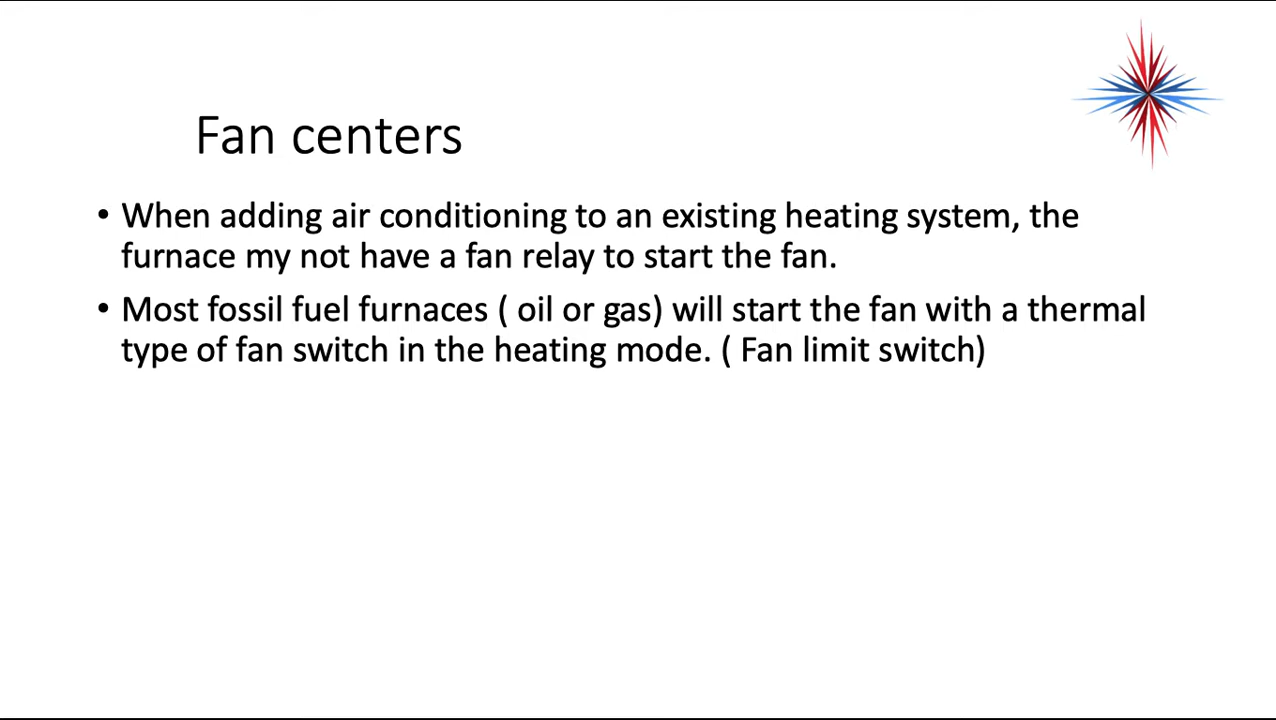 Fan centers
• When adding air conditioning to an existing heating system, the
furnace my not have a fan relay to start the fan.
• Most fossil fuel furnaces ( oil or gas) will start the fan with a thermal
type of fan switch in the heating mode. ( Fan limit switch)